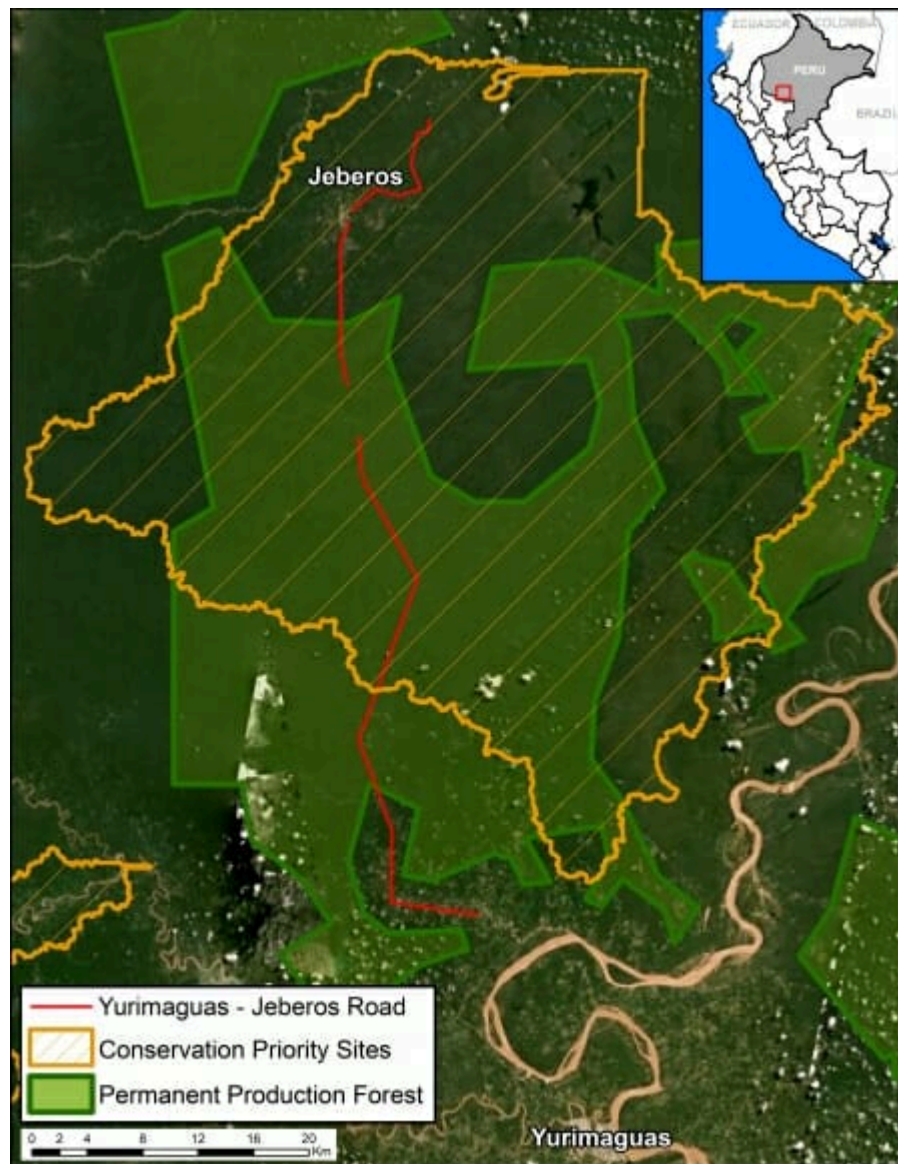 ECUADOR
COLOMBIA
PERU
BRAZIL
Jeberos
Yurimaguas - Jeberos Road
Conservation Priority Sites
Permanent Production Forest
0 2 4 8 12 16 20
Km
Yurimaguas